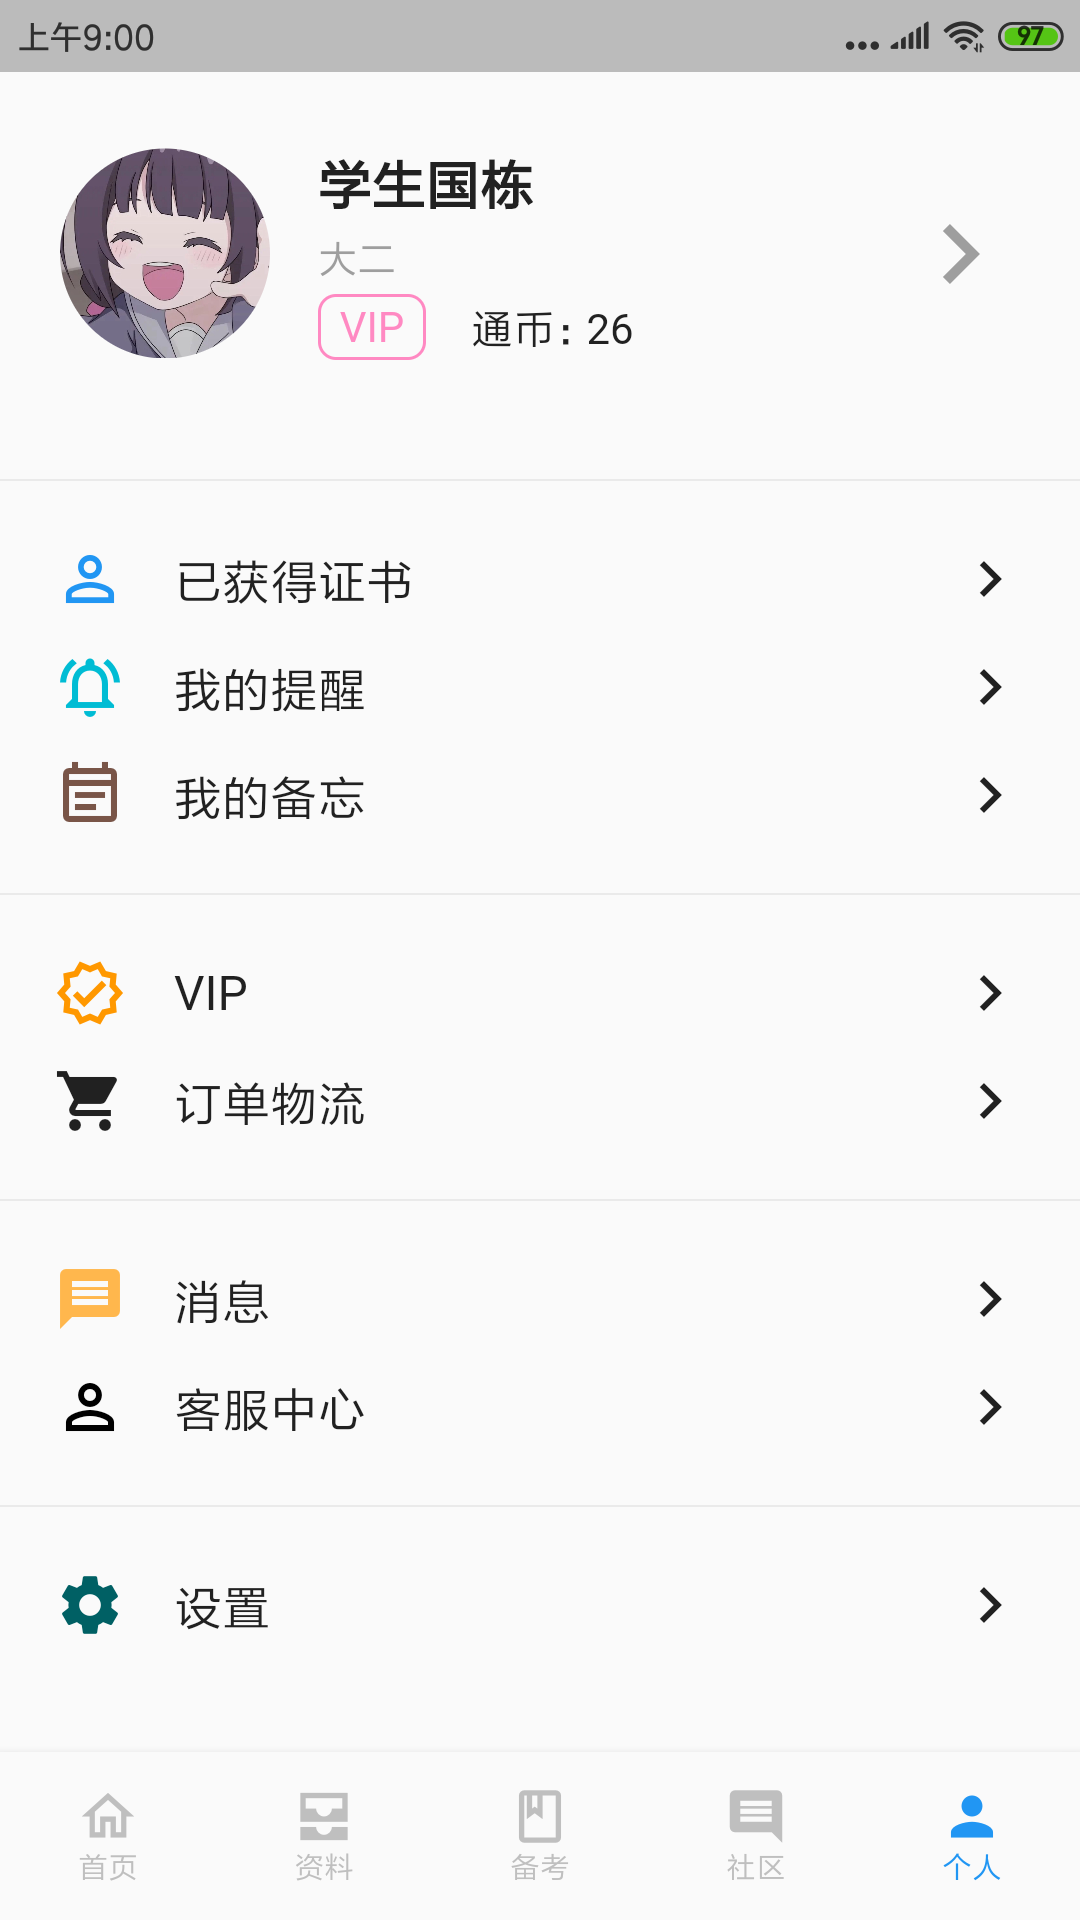 上午9:00
97
学生国栋
大二
VIP 通币: 26
已获得证书
我的提醒
我的备忘
VIP
订单物流
消息
客服中心
设置
首页 资料 备考 社区 个人